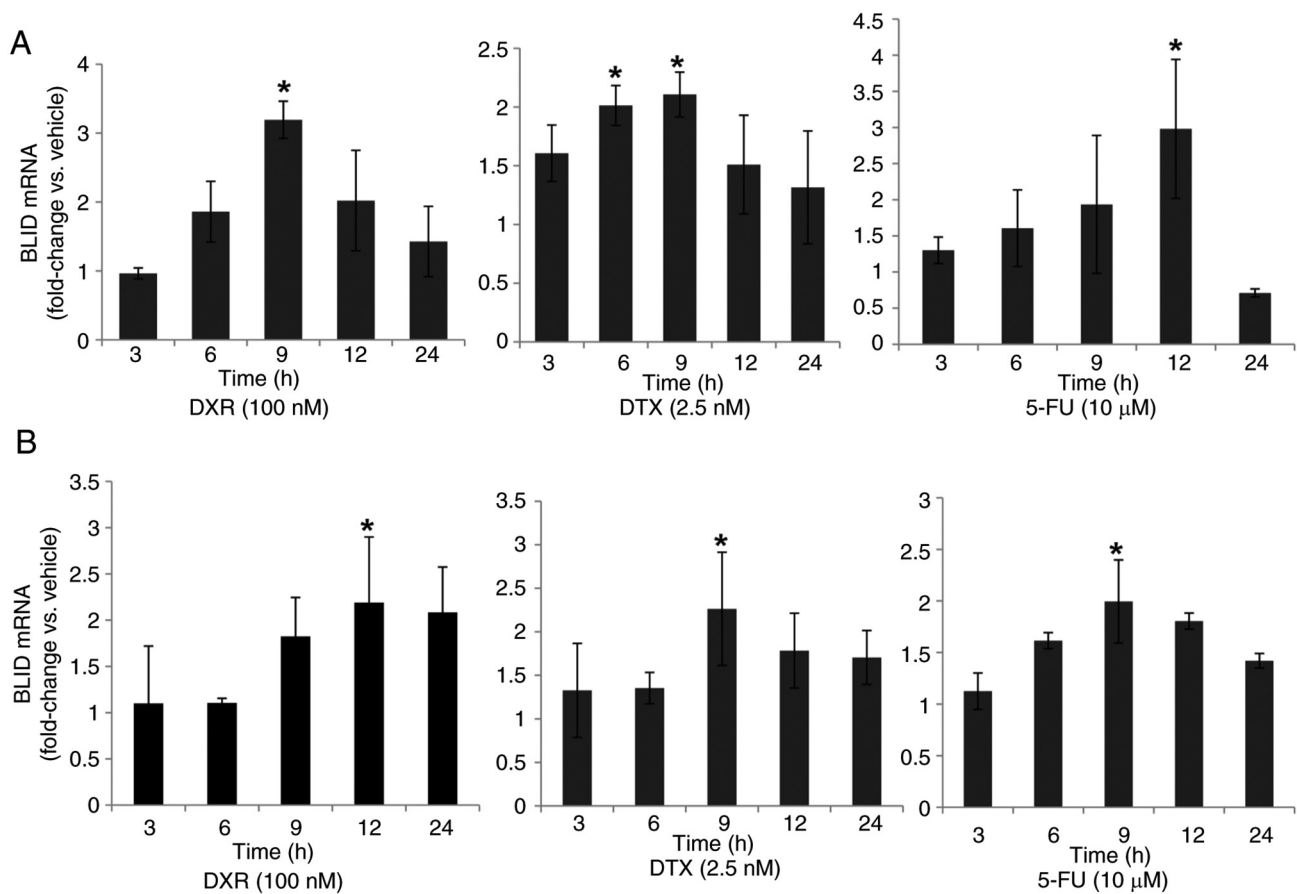 A
BLID mRNA
(fold-change vs. vehicle)
4
3
2
1
0
*
3 6 9 12 24
Time (h)
DXR (100 nM)
2.5
2
1.5
1
0.5
0
* *
3 6 9 12 24
Time (h)
DTX (2.5 nM)
4.5
4
3.5
3
2.5
2
1.5
1
0.5
0
*
3 6 9 12 24
Time (h)
5-FU (10 μM)
B
BLID mRNA
(fold-change vs. vehicle)
3.5
3
2.5
2
1.5
1
0.5
0
*
3 6 9 12 24
Time (h)
DXR (100 nM)
3.5
3
2.5
2
1.5
1
0.5
0
*
3 6 9 12 24
Time (h)
DTX (2.5 nM)
3
2.5
2
1.5
1
0.5
0
*
3 6 9 12 24
Time (h)
5-FU (10 μM)